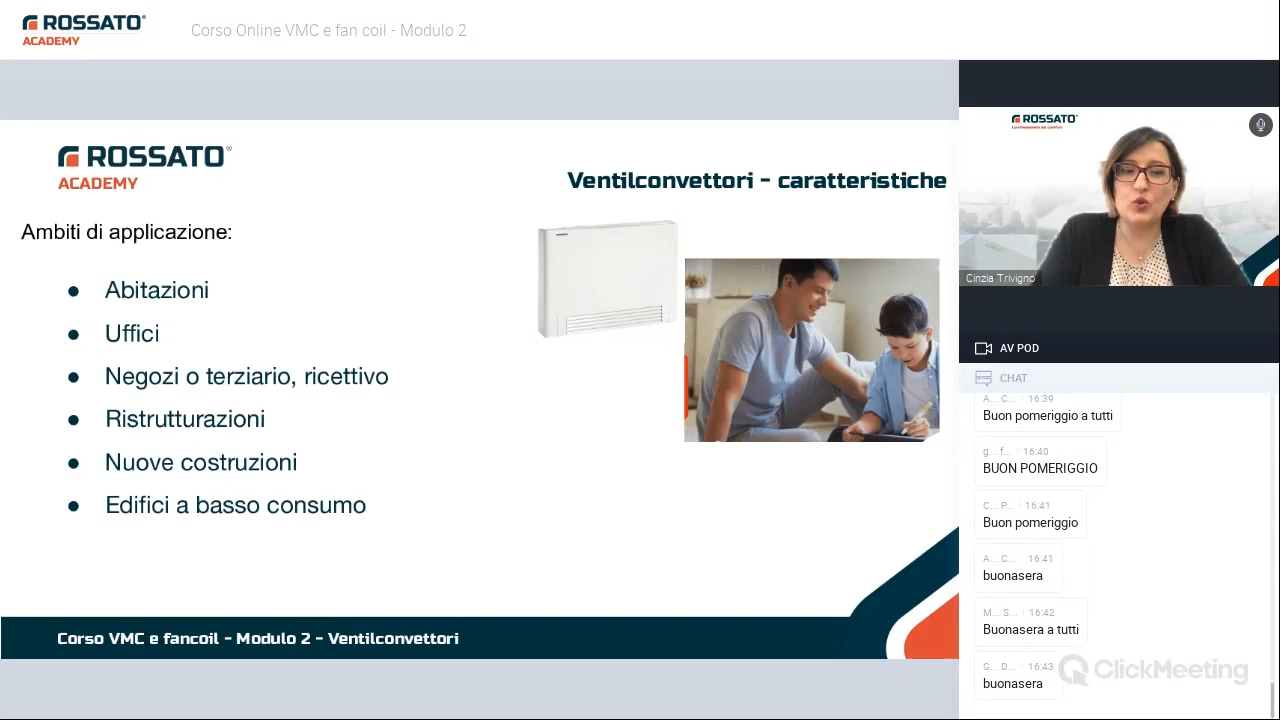 ROSSATO®
ACADEMY
Corso Online VMC e fan coil - Modulo 2
ROSSATO®
ACADEMY
Ventilconvettori - caratteristiche
Ambiti di applicazione:
● Abitazioni
● Uffici
● Negozi o terziario, ricettivo
● Ristrutturazioni
● Nuove costruzioni
● Edifici a basso consumo
Corso VMC e fancoil - Modulo 2 - Ventilconvettori
ROSSATO®
I professionisti del comfort
Cinzia Trivigno
AV POD
CHAT
A... C... 16:39
Buon pomeriggio a tutti
g... f... 16:40
BUON POMERIGGIO
C... P... 16:41
Buon pomeriggio
A... C... 16:41
buonasera
M... S... 16:42
Buonasera a tutti
G... D... 16:43
buonasera
ClickMeeting